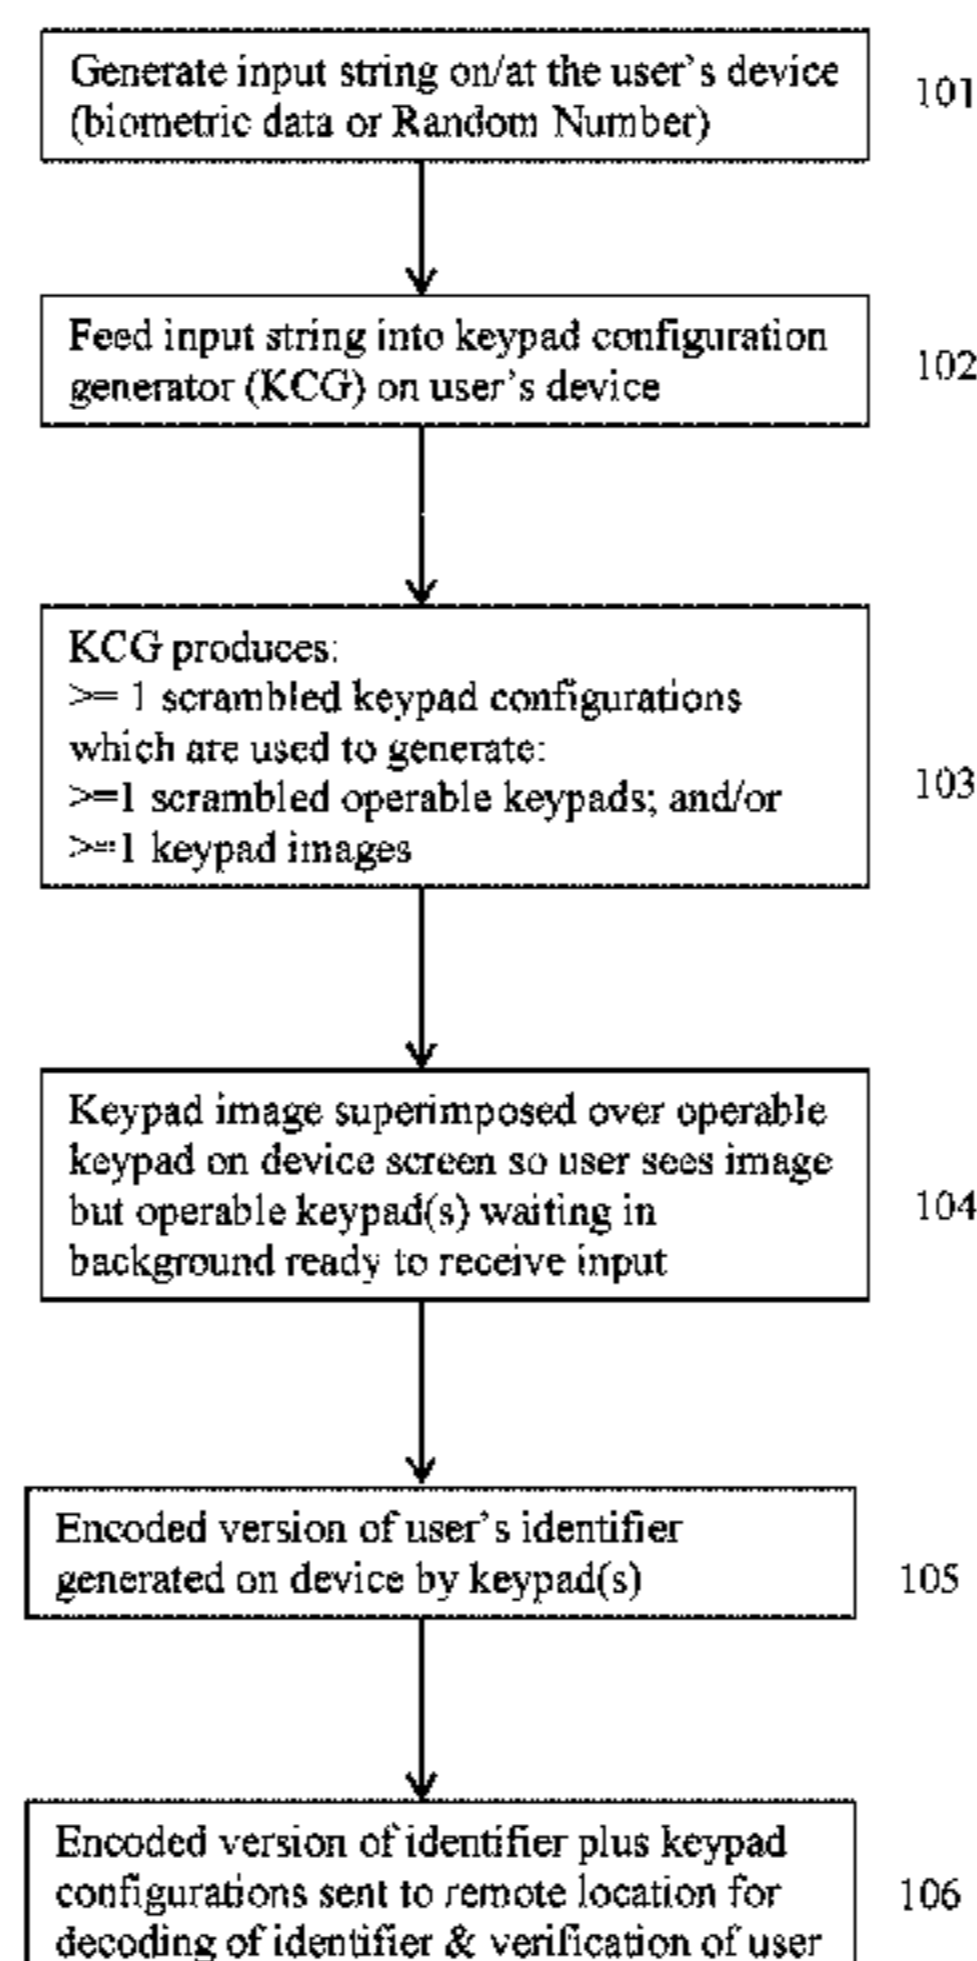 Generate input string on/at the user's device
(biometric data or Random Number)
101
Feed input string into keypad configuration
generator (KCG) on user's device
102
KCG produces:
>= 1 scrambled keypad configurations
which are used to generate:
>=1 scrambled operable keypads; and/or
>=1 keypad images
103
Keypad image superimposed over operable
keypad on device screen so user sees image
but operable keypad(s) waiting in
background ready to receive input
104
Encoded version of user's identifier
generated on device by keypad(s)
105
Encoded version of identifier plus keypad
configurations sent to remote location for
decoding of identifier & verification of user
106